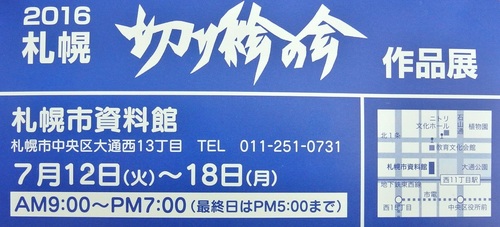 2016
札幌 切り絵の会 作品展
札幌市資料館
札幌市中央区大通西13丁目 TEL 011-251-0731
7月12日(火)~18日(月)
AM9:00~PM7:00(最終日はPM5:00まで)
ニトリ
文化ホール
石山通
植物園
北1条
教育文化会館
札幌市資料館
大通公園
地下鉄東西線
西11丁目駅
市電
西15丁目
中央区役所前